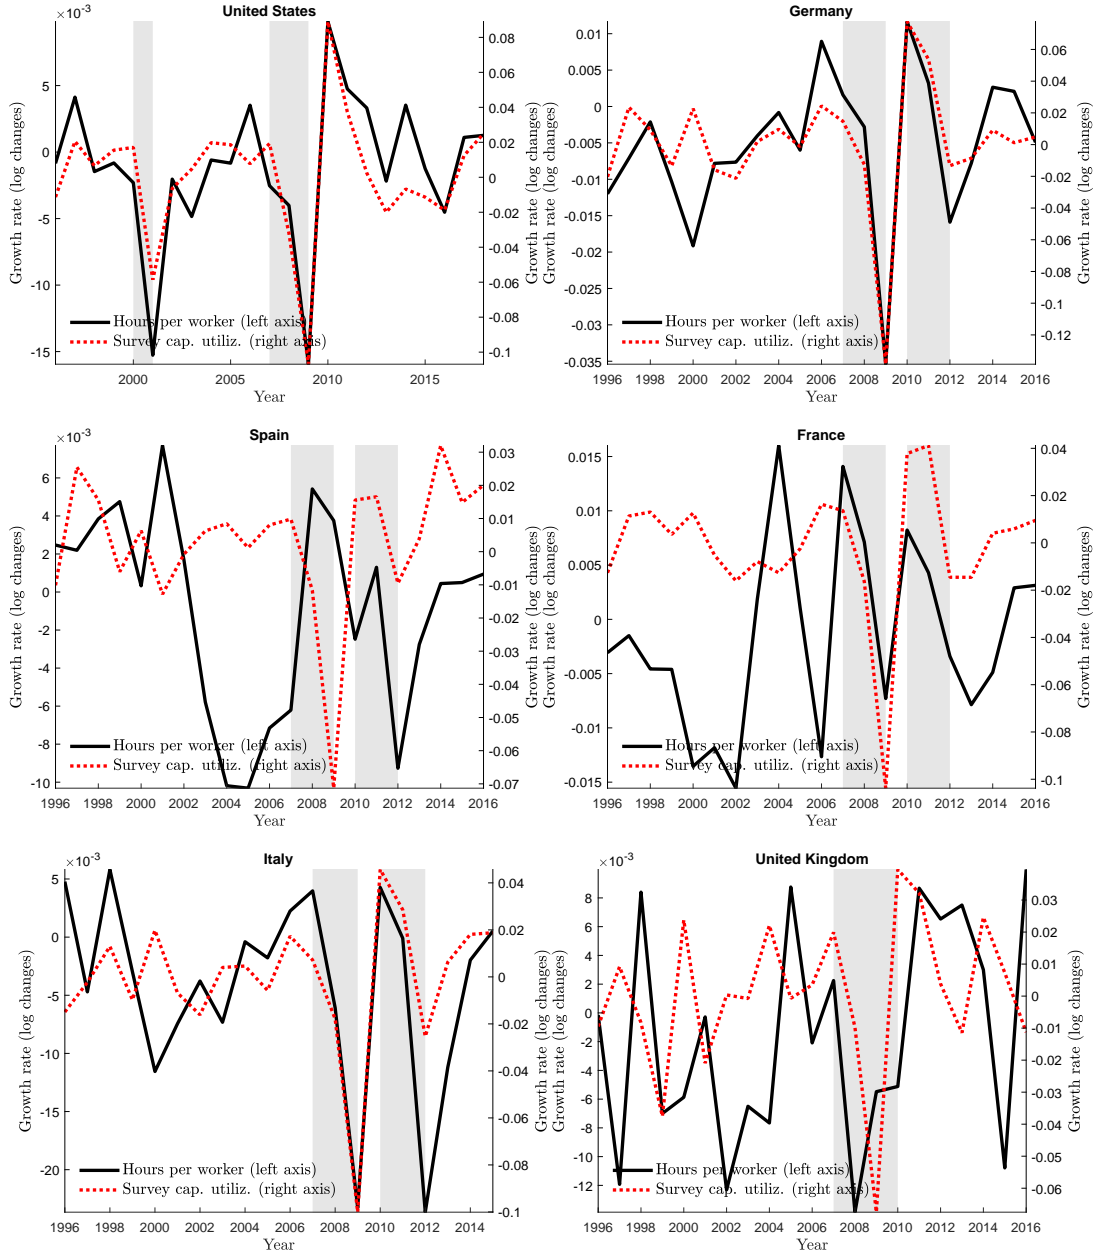 United States
×10⁻³
5
0
-5
-10
-15
0.08
0.06
0.04
0.02
0
-0.02
-0.04
-0.06
-0.08
-0.1
Growth rate (log changes)
Growth rate (log changes)
Hours per worker (left axis)
Survey cap. utiliz. (right axis)
2000 2005 2010 2015
Year
Germany
0.01
0.005
0
-0.005
-0.01
-0.015
-0.02
-0.025
-0.03
-0.035
0.06
0.04
0.02
0
-0.02
-0.04
-0.06
-0.08
-0.1
-0.12
Growth rate (log changes)
Growth rate (log changes)
Hours per worker (left axis)
Survey cap. utiliz. (right axis)
1996 1998 2000 2002 2004 2006 2008 2010 2012 2014 2016
Year
Spain
×10⁻³
6
4
2
0
-2
-4
-6
-8
-10
0.03
0.02
0.01
0
-0.01
-0.02
-0.03
-0.04
-0.05
-0.06
-0.07
Growth rate (log changes)
Growth rate (log changes)
Hours per worker (left axis)
Survey cap. utiliz. (right axis)
1996 1998 2000 2002 2004 2006 2008 2010 2012 2014 2016
Year
France
0.015
0.01
0.005
0
-0.005
-0.01
-0.015
0.04
0.02
0
-0.02
-0.04
-0.06
-0.08
-0.1
Growth rate (log changes)
Growth rate (log changes)
Hours per worker (left axis)
Survey cap. utiliz. (right axis)
1996 1998 2000 2002 2004 2006 2008 2010 2012 2014 2016
Year
Italy
×10⁻³
5
0
-5
-10
-15
-20
0.04
0.02
0
-0.02
-0.04
-0.06
-0.08
-0.1
Growth rate (log changes)
Growth rate (log changes)
Hours per worker (left axis)
Survey cap. utiliz. (right axis)
1996 1998 2000 2002 2004 2006 2008 2010 2012 2014
Year
United Kingdom
×10⁻³
8
6
4
2
0
-2
-4
-6
-8
-10
-12
0.03
0.02
0.01
0
-0.01
-0.02
-0.03
-0.04
-0.05
-0.06
Growth rate (log changes)
Growth rate (log changes)
Hours per worker (left axis)
Survey cap. utiliz. (right axis)
1996 1998 2000 2002 2004 2006 2008 2010 2012 2014 2016
Year